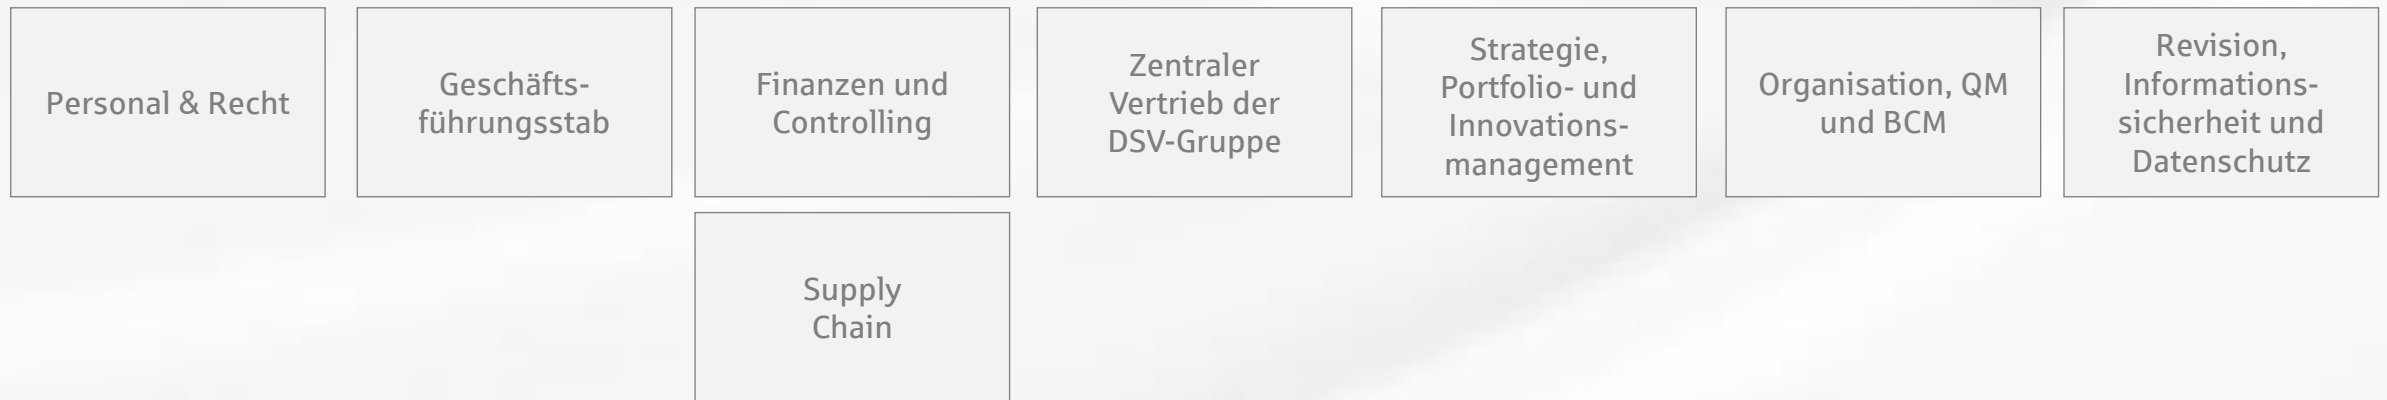 Personal & Recht
Geschäfts-
führungsstab
Finanzen und
Controlling
Zentraler
Vertrieb der
DSV-Gruppe
Strategie,
Portfolio- und
Innovations-
management
Organisation, QM
und BCM
Revision,
Informations-
sicherheit und
Datenschutz
Supply
Chain